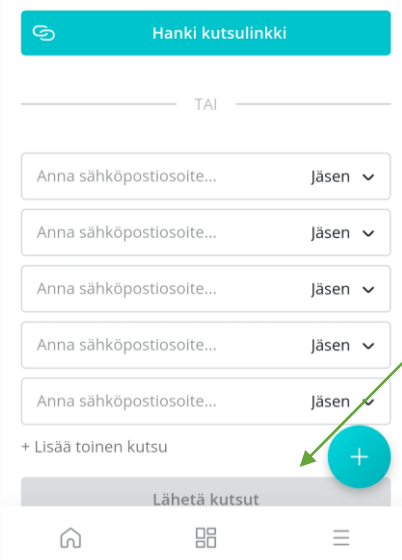 Hanki kutsulinkki
TAI
Anna sähköpostiosoite... Jäsen
Anna sähköpostiosoite... Jäsen
Anna sähköpostiosoite... Jäsen
Anna sähköpostiosoite... Jäsen
Anna sähköpostiosoite... Jäsen
+ Lisää toinen kutsu
Lähetä kutsut